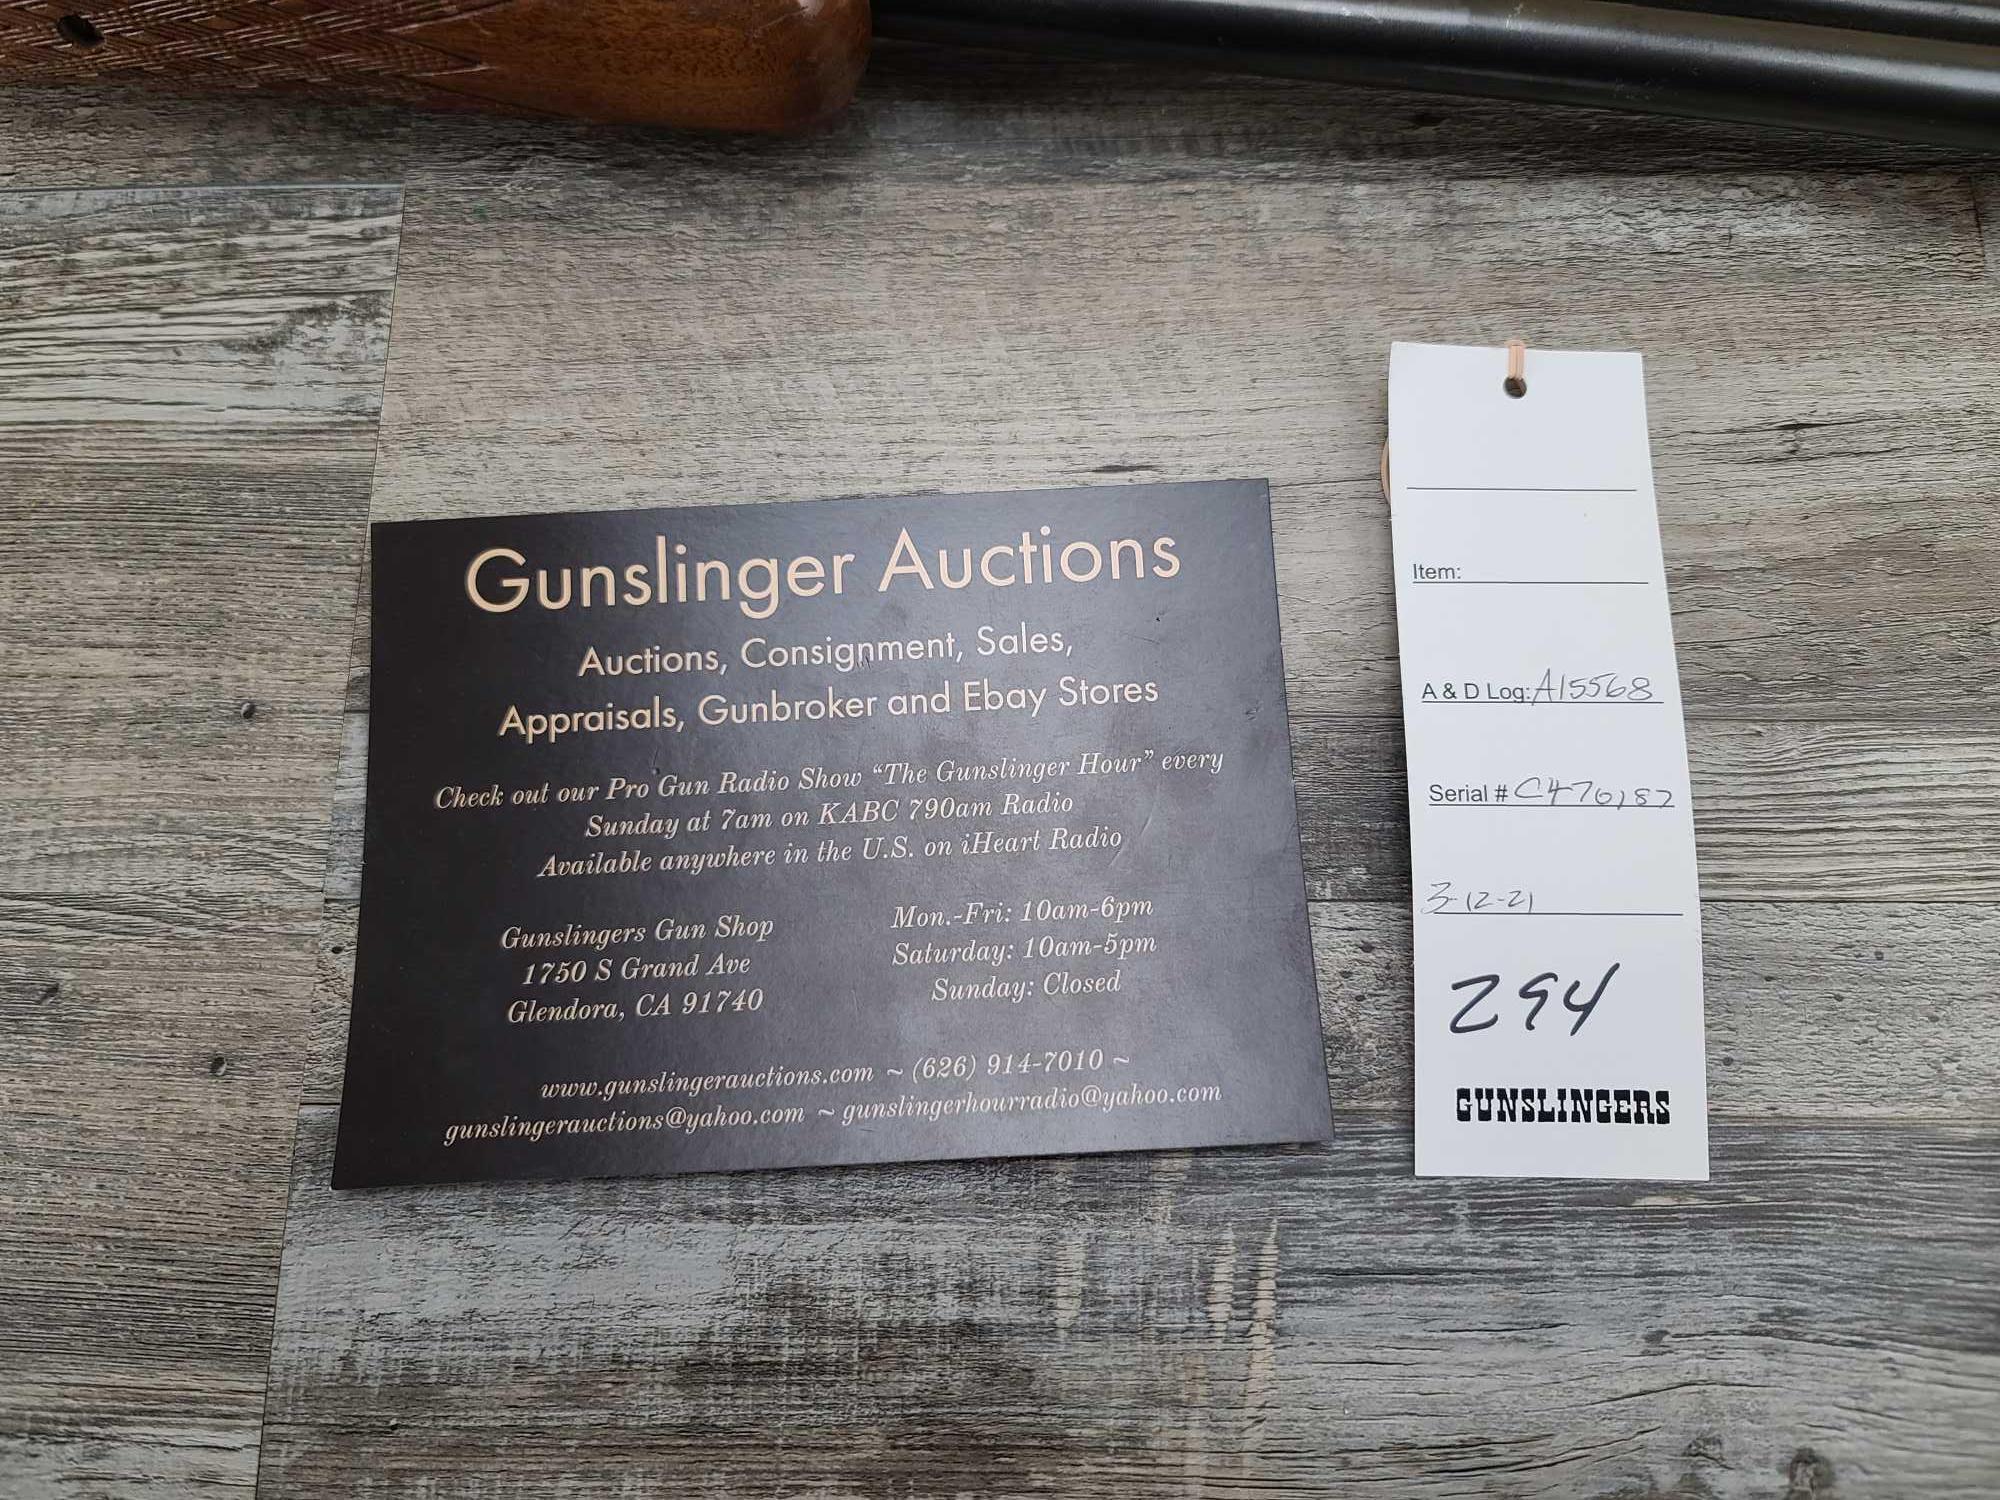 Gunslinger Auctions
Auctions, Consignment, Sales,
Appraisals, Gunbroker and Ebay Stores
Check out our Pro Gun Radio Show “The Gunslinger Hour” every
Sunday at 7am on KABC 790am Radio
Available anywhere in the U.S. on iHeart Radio
Gunslingers Gun Shop
1750 S Grand Ave
Glendora, CA 91740
Mon.-Fri: 10am-6pm
Saturday: 10am-5pm
Sunday: Closed
www.gunslingerauctions.com ~ (626) 914-7010 ~
gunslingerauctions@yahoo.com ~ gunslingerhourradio@yahoo.com
Item:
A & D Log: A15568
Serial # C470187
3-12-21
294
GUNSLINGERS